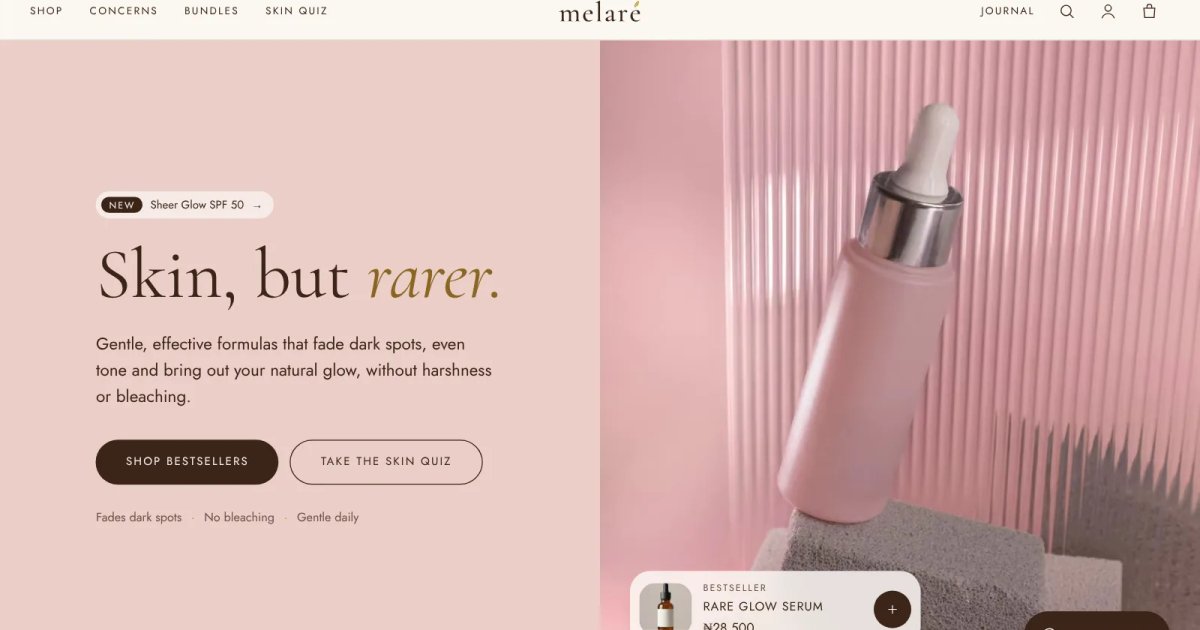 SHOP CONCERNS BUNDLES SKIN QUIZ melaré JOURNAL
NEW Sheer Glow SPF 50 →
Skin, but rarer.
Gentle, effective formulas that fade dark spots, even
tone and bring out your natural glow, without harshness
or bleaching.
SHOP BESTSELLERS TAKE THE SKIN QUIZ
Fades dark spots · No bleaching · Gentle daily
BESTSELLER
RARE GLOW SERUM
₦28,500